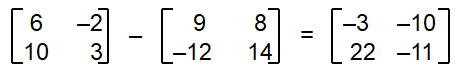 [6 –2] – [9 8] = [–3 –10]
[10 3] [–12 14] [22 –11]